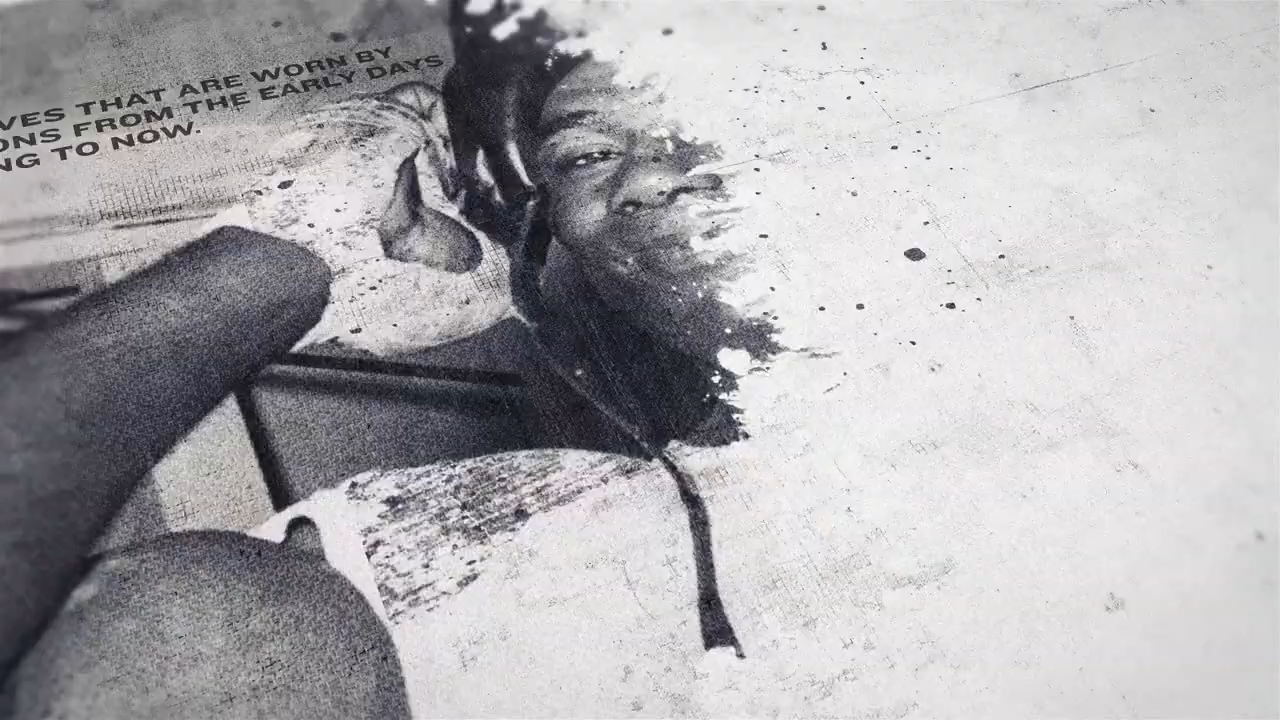 VES THAT ARE WORN BY
ONS FROM THE EARLY DAYS
NG TO NOW.